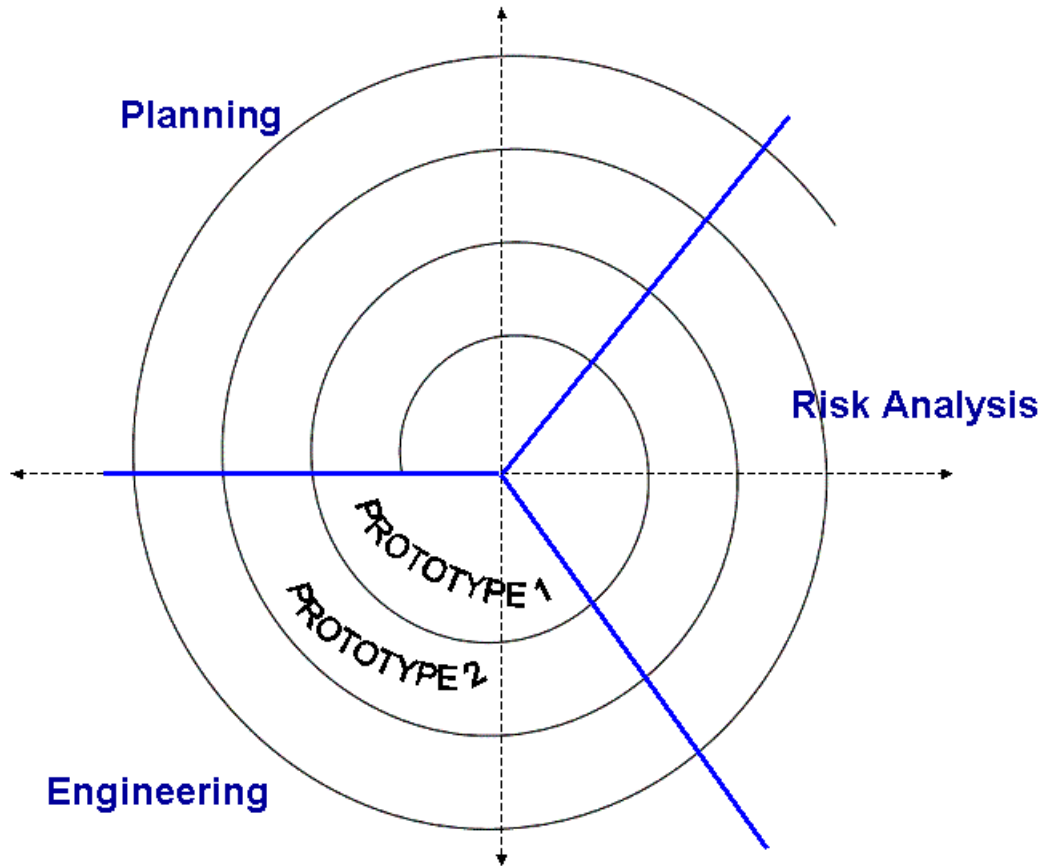 Planning
Risk Analysis
PROTOTYPE 1
PROTOTYPE 2
Engineering